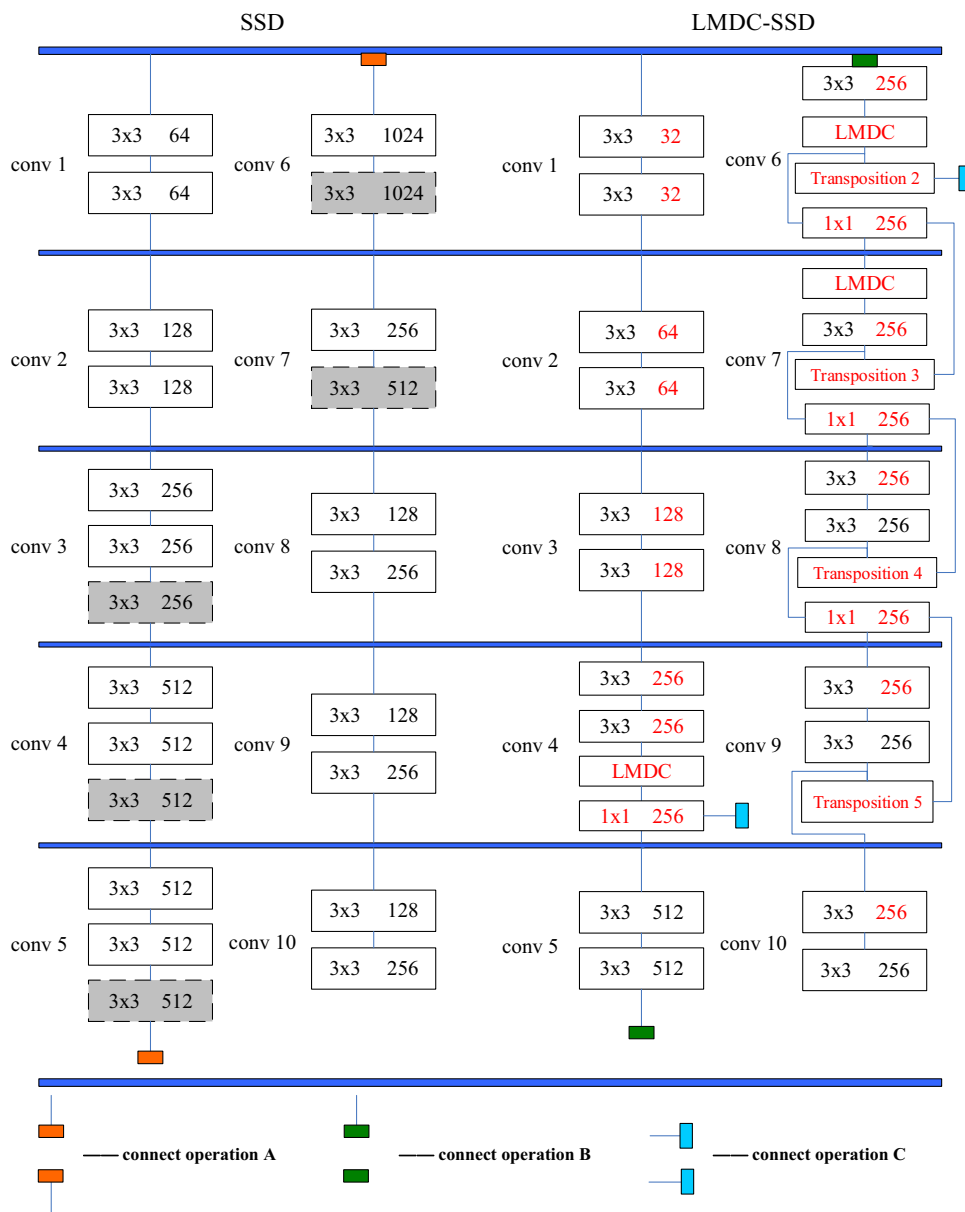 SSD
LMDC-SSD
conv 1
3x3 64
3x3 64
conv 2
3x3 128
3x3 128
conv 3
3x3 256
3x3 256
3x3 256
conv 4
3x3 512
3x3 512
3x3 512
conv 5
3x3 512
3x3 512
3x3 512
conv 6
3x3 1024
3x3 1024
conv 7
3x3 256
3x3 512
conv 8
3x3 128
3x3 256
conv 9
3x3 128
3x3 256
conv 10
3x3 128
3x3 256
conv 1
3x3 32
3x3 32
conv 2
3x3 64
3x3 64
conv 3
3x3 128
3x3 128
conv 4
3x3 256
3x3 256
LMDC
1x1 256
conv 5
3x3 512
3x3 512
conv 6
3x3 256
LMDC
Transposition 2
1x1 256
conv 7
LMDC
3x3 256
Transposition 3
1x1 256
conv 8
3x3 256
3x3 256
Transposition 4
1x1 256
conv 9
3x3 256
3x3 256
Transposition 5
conv 10
3x3 256
3x3 256
—— connect operation A
—— connect operation B
—— connect operation C